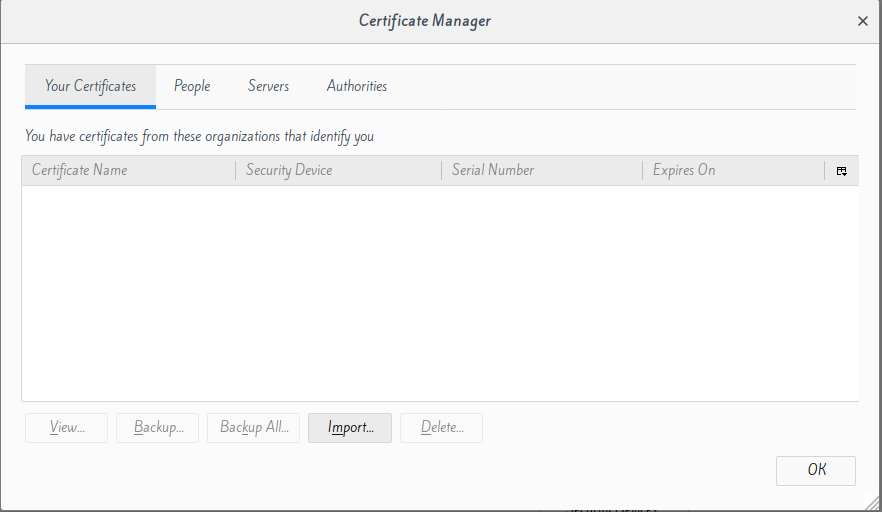 Certificate Manager
Your Certificates People Servers Authorities
You have certificates from these organizations that identify you
Certificate Name Security Device Serial Number Expires On
View... Backup... Backup All... Import... Delete...
OK